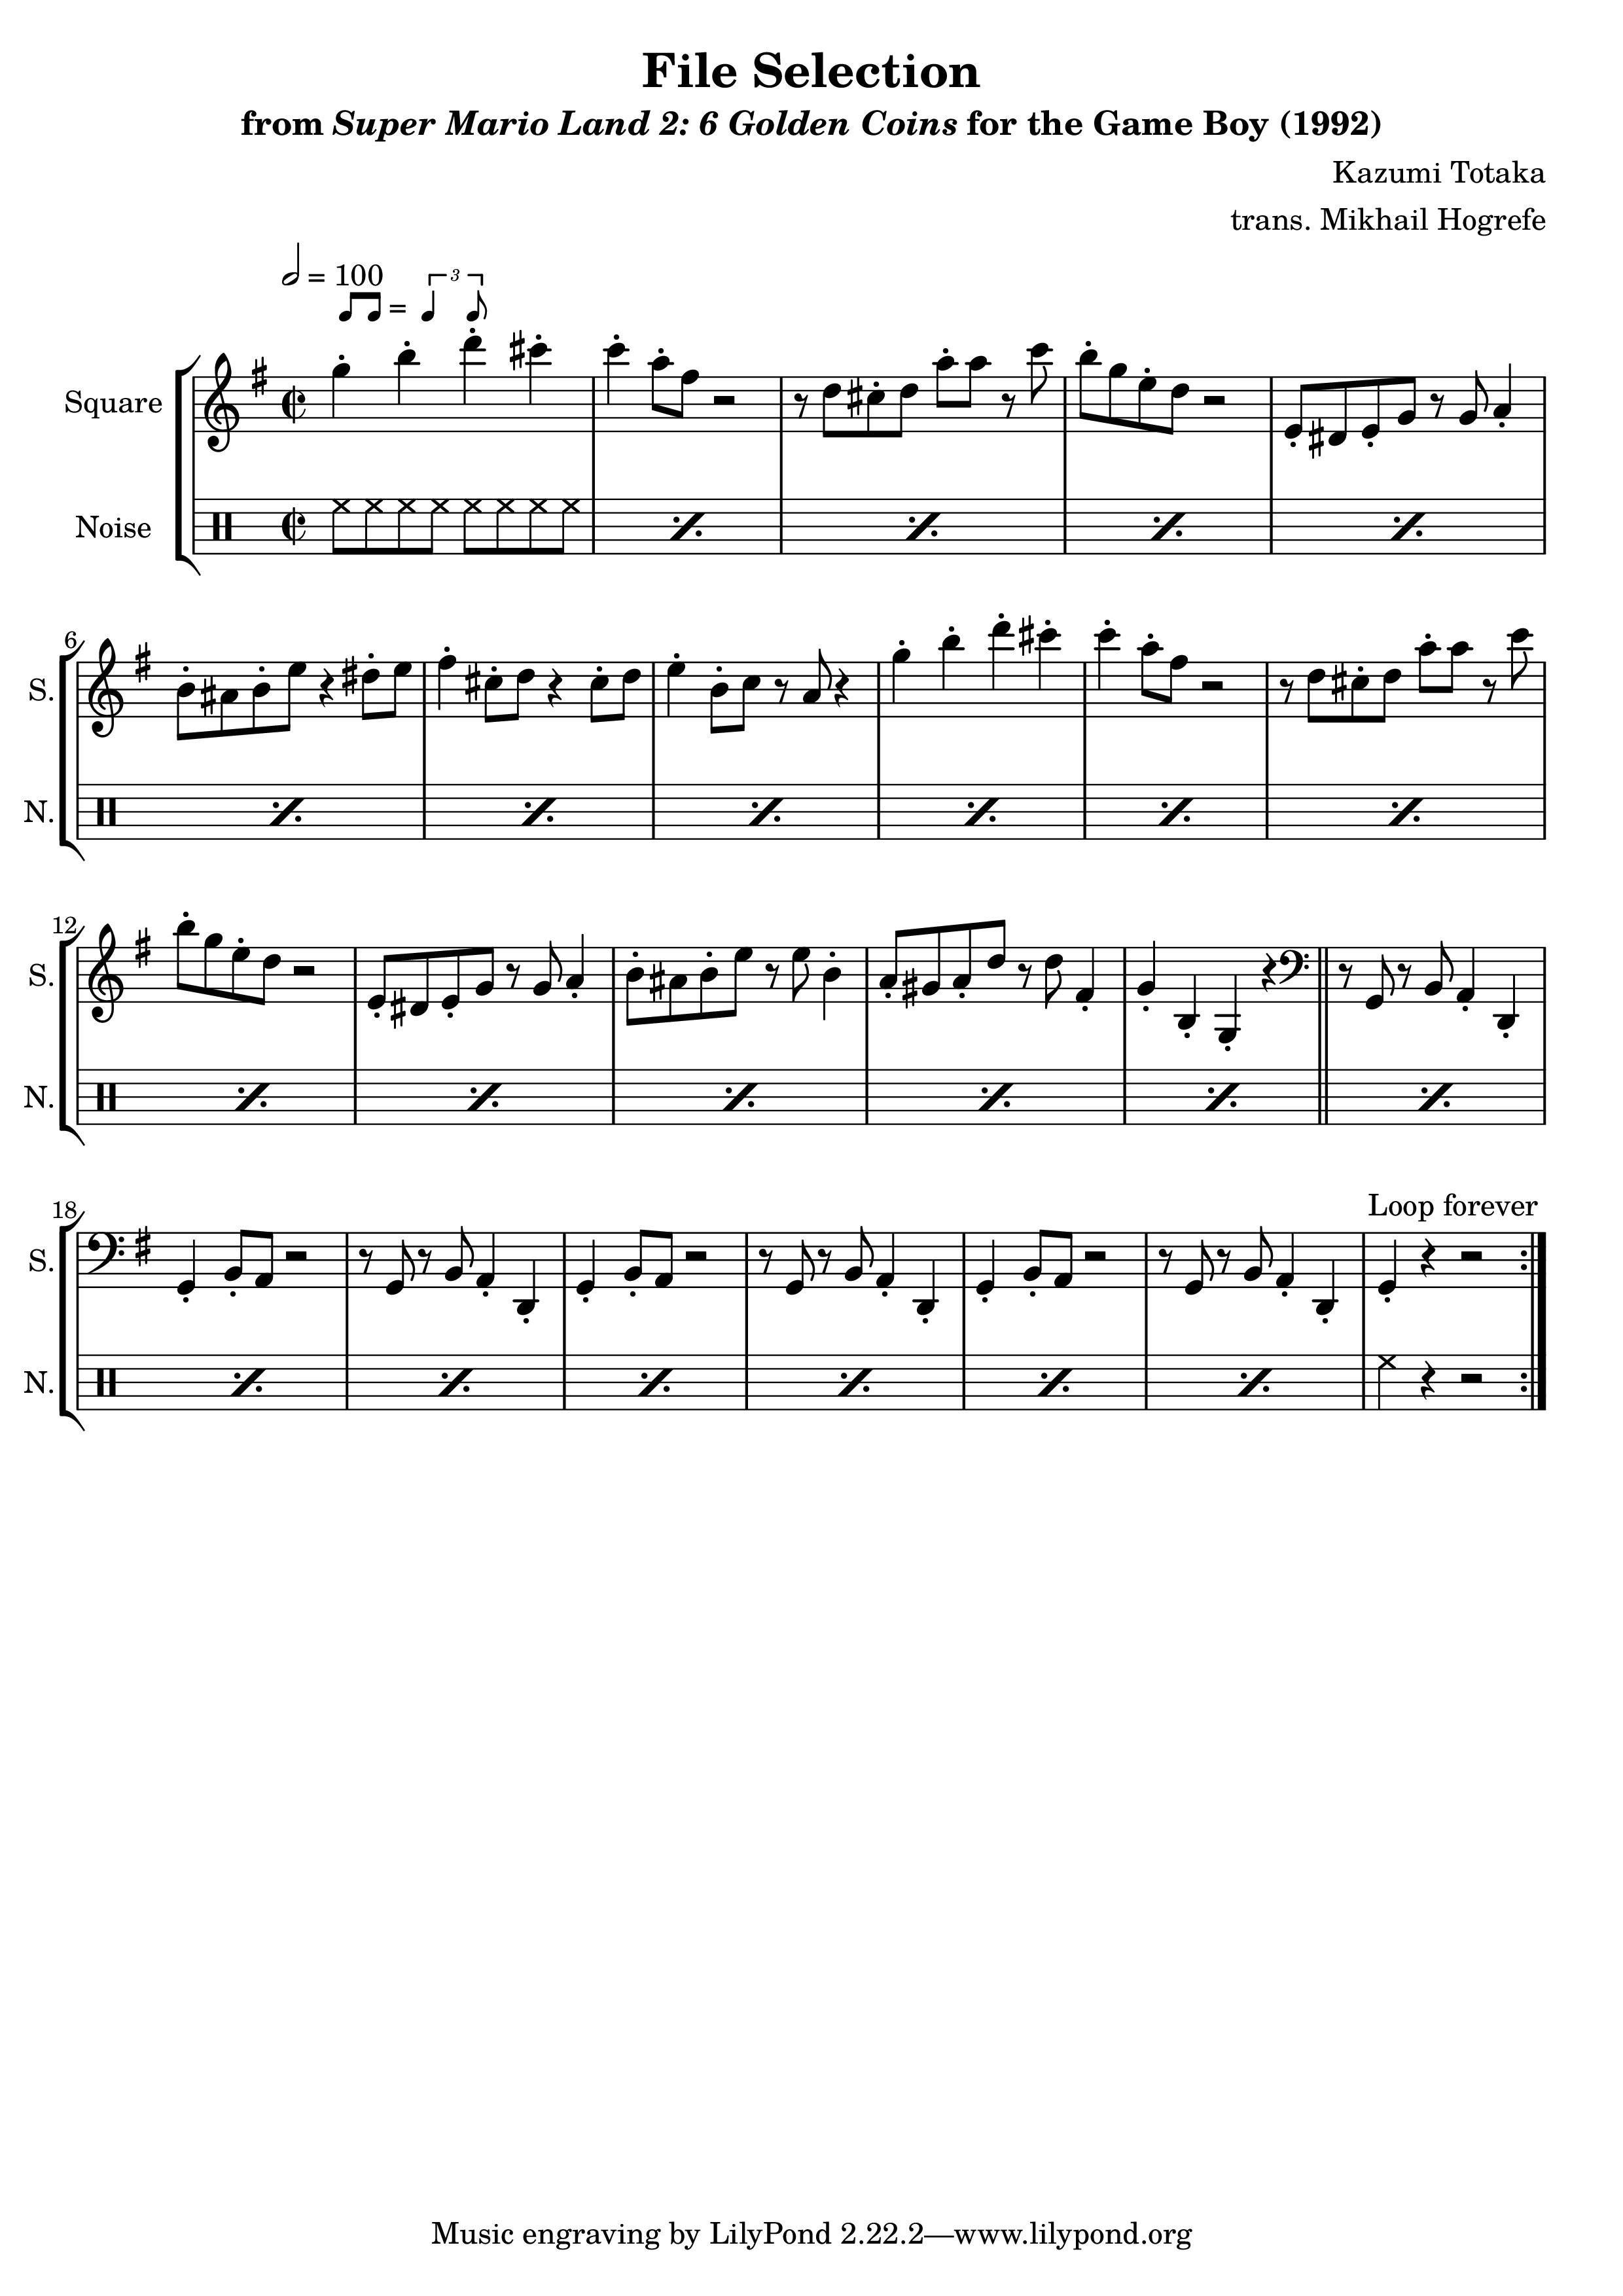 File Selection
from Super Mario Land 2: 6 Golden Coins for the Game Boy (1992)
Kazumi Totaka
trans. Mikhail Hogrefe
= 100
= 3
Square
Noise
6
S.
N.
12
S.
N.
18
Loop forever
S.
N.
Music engraving by LilyPond 2.22.2—www.lilypond.org